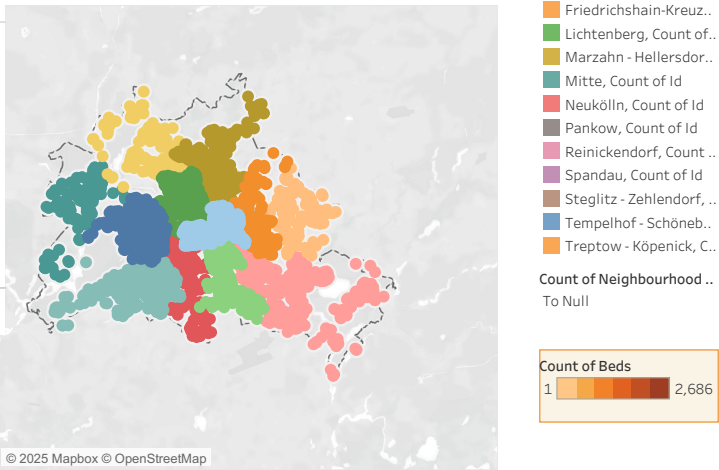 Friedrichshain-Kreuz..
Lichtenberg, Count of..
Marzahn - Hellersdor..
Mitte, Count of Id
Neukölln, Count of Id
Pankow, Count of Id
Reinickendorf, Count ..
Spandau, Count of Id
Steglitz - Zehlendorf, ..
Tempelhof - Schöneb..
Treptow - Köpenick, C..
Count of Neighbourhood ..
To Null
Count of Beds
1 2,686
© 2025 Mapbox © OpenStreetMap